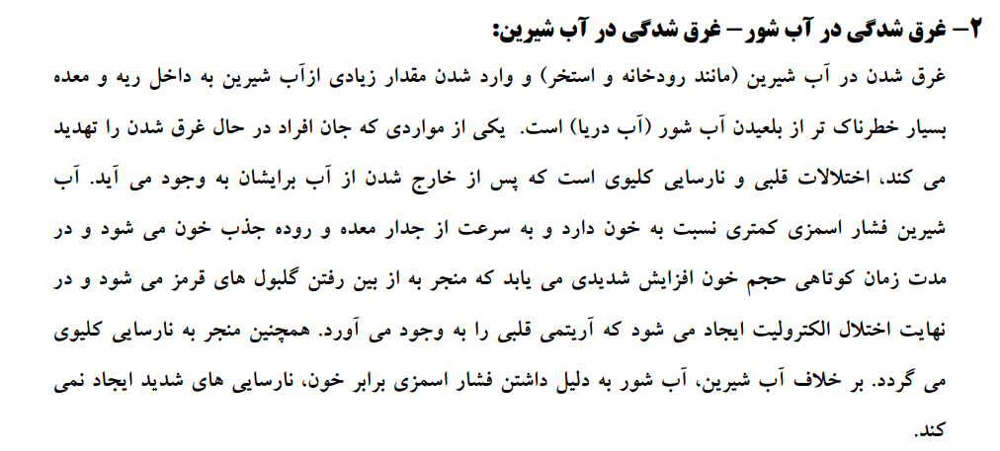 ۲- غرق شدگی در آب شور- غرق شدگی در آب شیرین:
غرق شدن در آب شیرین (مانند رودخانه و استخر) و وارد شدن مقدار زیادی ازآب شیرین به داخل ریه و معده
بسیار خطرناک تر از بلعیدن آب شور (آب دریا) است. یکی از مواردی که جان افراد در حال غرق شدن را تهدید
می کند، اختلالات قلبی و نارسایی کلیوی است که پس از خارج شدن از آب برایشان به وجود می آید. آب
شیرین فشار اسمزی کمتری نسبت به خون دارد و به سرعت از جدار معده و روده جذب خون می شود و در
مدت زمان کوتاهی حجم خون افزایش شدیدی می یابد که منجر به از بین رفتن گلبول های قرمز می شود و در
نهایت اختلال الکترولیت ایجاد می شود که آریتمی قلبی را به وجود می آورد. همچنین منجر به نارسایی کلیوی
می گردد. بر خلاف آب شیرین، آب شور به دلیل داشتن فشار اسمزی برابر خون، نارسایی های شدید ایجاد نمی
کند.